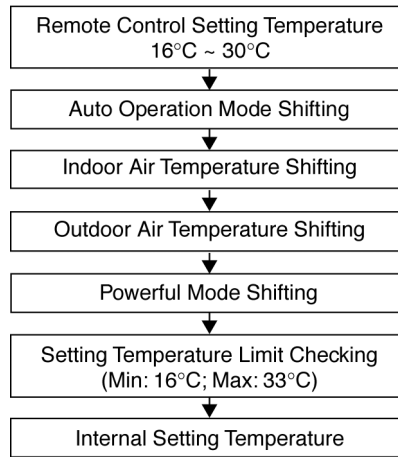 Remote Control Setting Temperature
16°C ~ 30°C
Auto Operation Mode Shifting
Indoor Air Temperature Shifting
Outdoor Air Temperature Shifting
Powerful Mode Shifting
Setting Temperature Limit Checking
(Min: 16°C; Max: 33°C)
Internal Setting Temperature